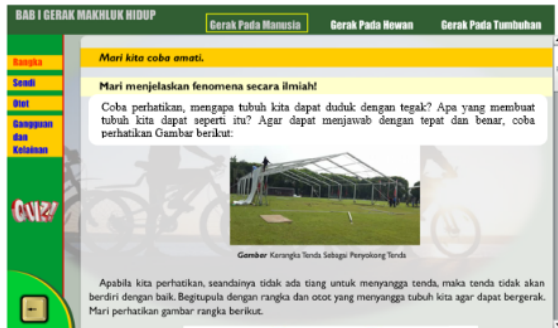 BAB I GERAK MAKHLUK HIDUP
Gerak Pada Manusia
Gerak Pada Hewan
Gerak Pada Tumbuhan
Rangka
Sendi
Otot
Gangguan
dan
Kelainan
QUIZ!
Mari kita coba amati.
Mari menjelaskan fenomena secara ilmiah!
Coba perhatikan, mengapa tubuh kita dapat duduk dengan tegak? Apa yang membuat
tubuh kita dapat seperti itu? Agar dapat menjawab dengan tepat dan benar, coba
perhatikan Gambar berikut:
Gambar Kerangka Tenda Sebagai Penyokong Tenda
Apabila kita perhatikan, seandainya tidak ada tiang untuk menyangga tenda, maka tenda tidak akan
berdiri dengan baik. Begitupula dengan rangka dan otot yang menyangga tubuh kita agar dapat bergerak.
Mari perhatikan gambar rangka berikut.